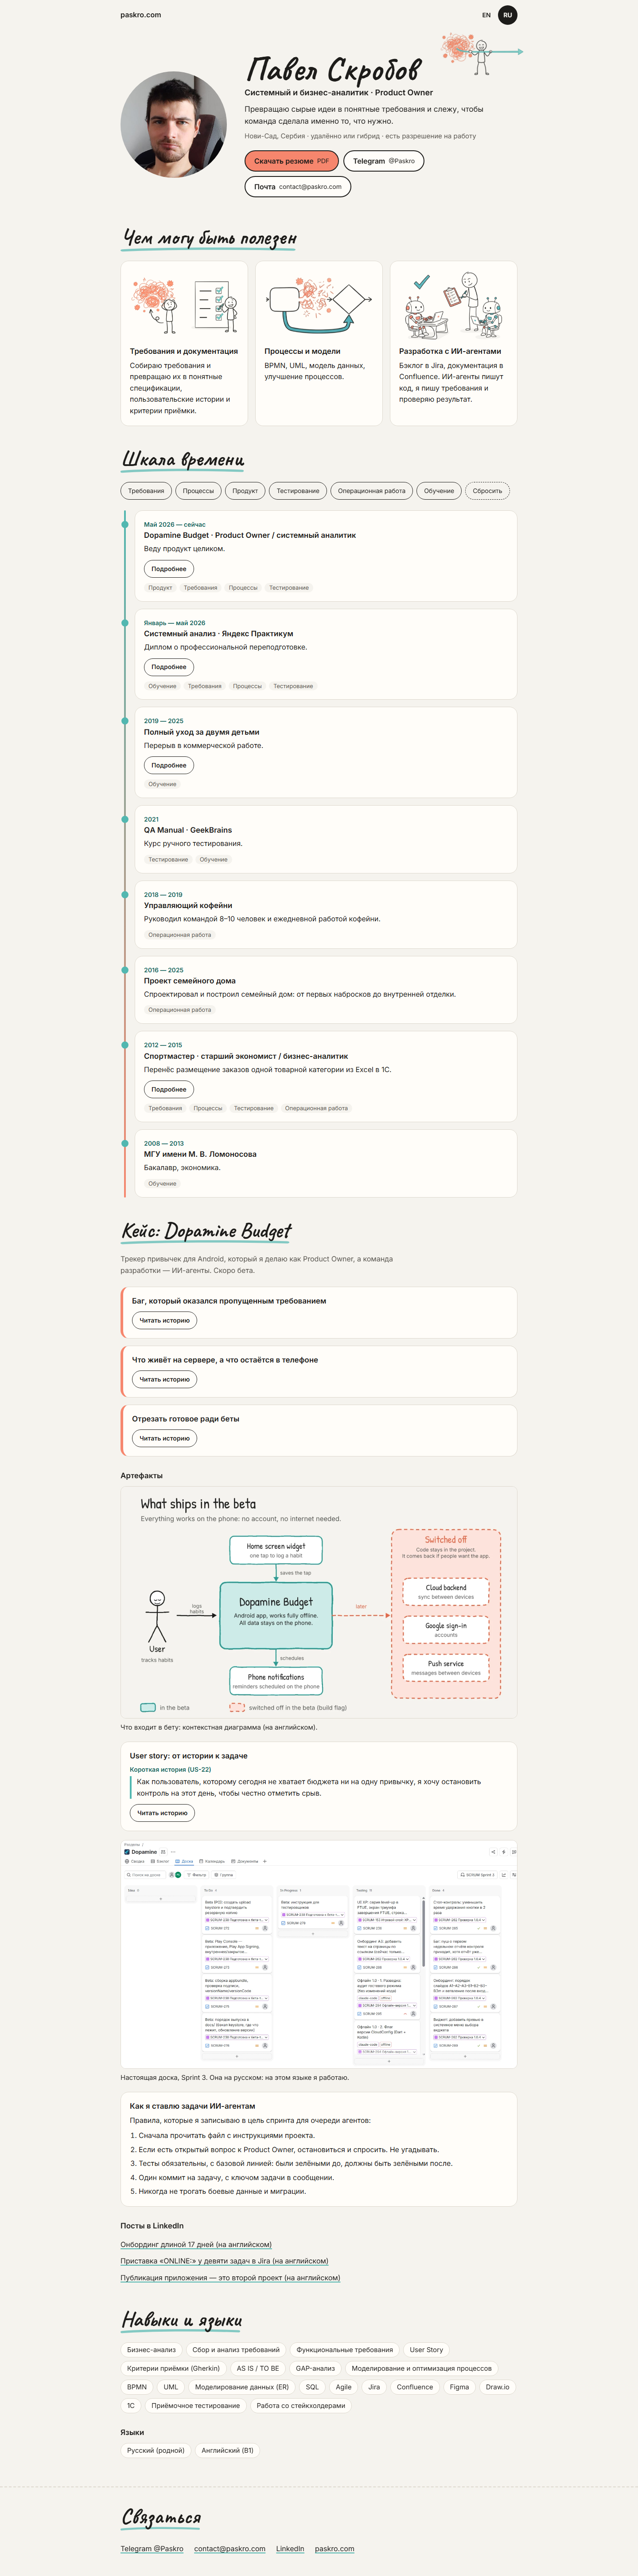 paskro.com
EN
RU
Павел Скробов
Системный и бизнес-аналитик · Product Owner
Превращаю сырые идеи в понятные требования и слежу, чтобы
команда сделала именно то, что нужно.
Нови-Сад, Сербия · удалённо или гибрид · есть разрешение на работу
Скачать резюме PDF
Telegram @Paskro
Почта contact@paskro.com
Чем могу быть полезен
Требования и документация
Собираю требования и
превращаю их в понятные
спецификации,
пользовательские истории и
критерии приёмки.
Процессы и модели
BPMN, UML, модель данных,
улучшение процессов.
Разработка с ИИ-агентами
Бэклог в Jira, документация в
Confluence. ИИ-агенты пишут
код, я пишу требования и
проверяю результат.
Шкала времени
Требования
Процессы
Продукт
Тестирование
Операционная работа
Обучение
Сбросить
Май 2026 — сейчас
Dopamine Budget · Product Owner / системный аналитик
Веду продукт целиком.
Подробнее
Продукт Требования Процессы Тестирование
Январь — май 2026
Системный анализ · Яндекс Практикум
Диплом о профессиональной переподготовке.
Подробнее
Обучение Требования Процессы Тестирование
2019 — 2025
Полный уход за двумя детьми
Перерыв в коммерческой работе.
Подробнее
Обучение
2021
QA Manual · GeekBrains
Курс ручного тестирования.
Тестирование Обучение
2018 — 2019
Управляющий кофейни
Руководил командой 8–10 человек и ежедневной работой кофейни.
Операционная работа
2016 — 2025
Проект семейного дома
Спроектировал и построил семейный дом: от первых набросков до внутренней отделки.
Операционная работа
2012 — 2015
Спортмастер · старший экономист / бизнес-аналитик
Перенёс размещение заказов одной товарной категории из Excel в 1С.
Подробнее
Требования Процессы Тестирование Операционная работа
2008 — 2013
МГУ имени М. В. Ломоносова
Бакалавр, экономика.
Обучение
Кейс: Dopamine Budget
Трекер привычек для Android, который я делаю как Product Owner, а команда
разработки — ИИ-агенты. Скоро бета.
Баг, который оказался пропущенным требованием
Читать историю
Что живёт на сервере, а что остаётся в телефоне
Читать историю
Отрезать готовое ради беты
Читать историю
Артефакты
What ships in the beta
Everything works on the phone: no account, no internet needed.
Home screen widget
one tap to log a habit
saves the tap
User
tracks habits
logs
habits
Dopamine Budget
Android app, works fully offline.
All data stays on the phone.
later
schedules
Phone notifications
reminders scheduled on the phone
Switched off
Code stays in the project.
It comes back if people want the app.
Cloud backend
sync between devices
Google sign-in
accounts
Push service
messages between devices
in the beta
switched off in the beta (build flag)
Что входит в бету: контекстная диаграмма (на английском).
User story: от истории к задаче
Короткая история (US-22)
Как пользователь, которому сегодня не хватает бюджета ни на одну привычку, я хочу остановить
контроль на этот день, чтобы честно отметить срыв.
Читать историю
Dopamine
Настоящая доска, Sprint 3. Она на русском: на этом языке я работаю.
Как я ставлю задачи ИИ-агентам
Правила, которые я записываю в цель спринта для очереди агентов:
1. Сначала прочитать файл с инструкциями проекта.
2. Если есть открытый вопрос к Product Owner, остановиться и спросить. Не угадывать.
3. Тесты обязательны, с базовой линией: были зелёными до, должны быть зелёными после.
4. Один коммит на задачу, с ключом задачи в сообщении.
5. Никогда не трогать боевые данные и миграции.
Посты в LinkedIn
Онбординг длиной 17 дней (на английском)
Приставка «ONLINE:» у девяти задач в Jira (на английском)
Публикация приложения — это второй проект (на английском)
Навыки и языки
Бизнес-анализ
Сбор и анализ требований
Функциональные требования
User Story
Критерии приёмки (Gherkin)
AS IS / TO BE
GAP-анализ
Моделирование и оптимизация процессов
BPMN
UML
Моделирование данных (ER)
SQL
Agile
Jira
Confluence
Figma
Draw.io
1С
Приёмочное тестирование
Работа со стейкхолдерами
Языки
Русский (родной)
Английский (B1)
Связаться
Telegram @Paskro
contact@paskro.com
LinkedIn
paskro.com